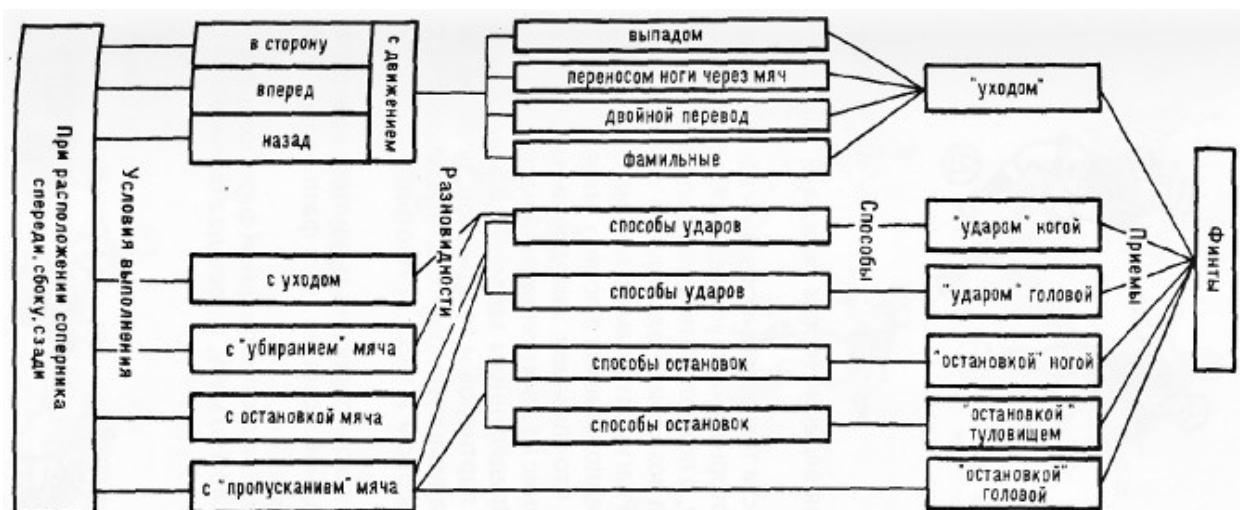 При расположении соперника
спереди, сбоку, сзади
Условия выполнения
в сторону
вперед
назад
с движением
с уходом
с "убиранием" мяча
с остановкой мяча
с "пропусканием" мяча
Разновидности
выпадом
переносом ноги через мяч
двойной перевод
фамильные
способы ударов
способы ударов
способы остановок
способы остановок
Способы
"уходом"
"ударом" ногой
"ударом" головой
"остановкой" ногой
"остановкой"
туловищем
"остановкой"
головой
Приемы
Финты